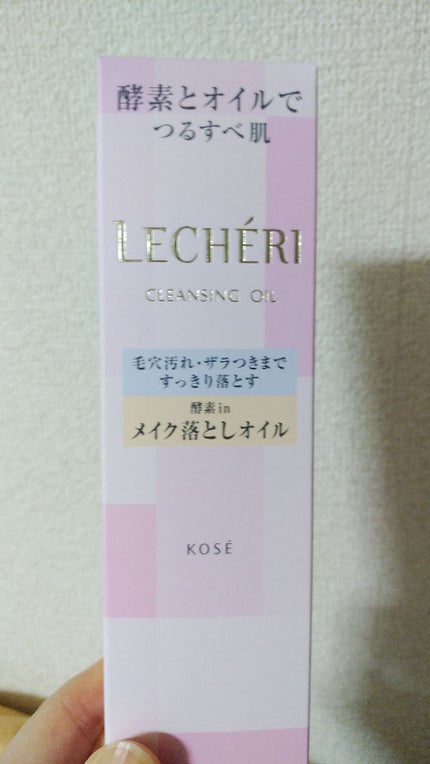 酵素とオイルで
つるすべ肌
LECHÉRI
CLEANSING OIL
毛穴汚れ・ザラつきまで
すっきり落とす
酵素in
メイク落としオイル
KOSÉ